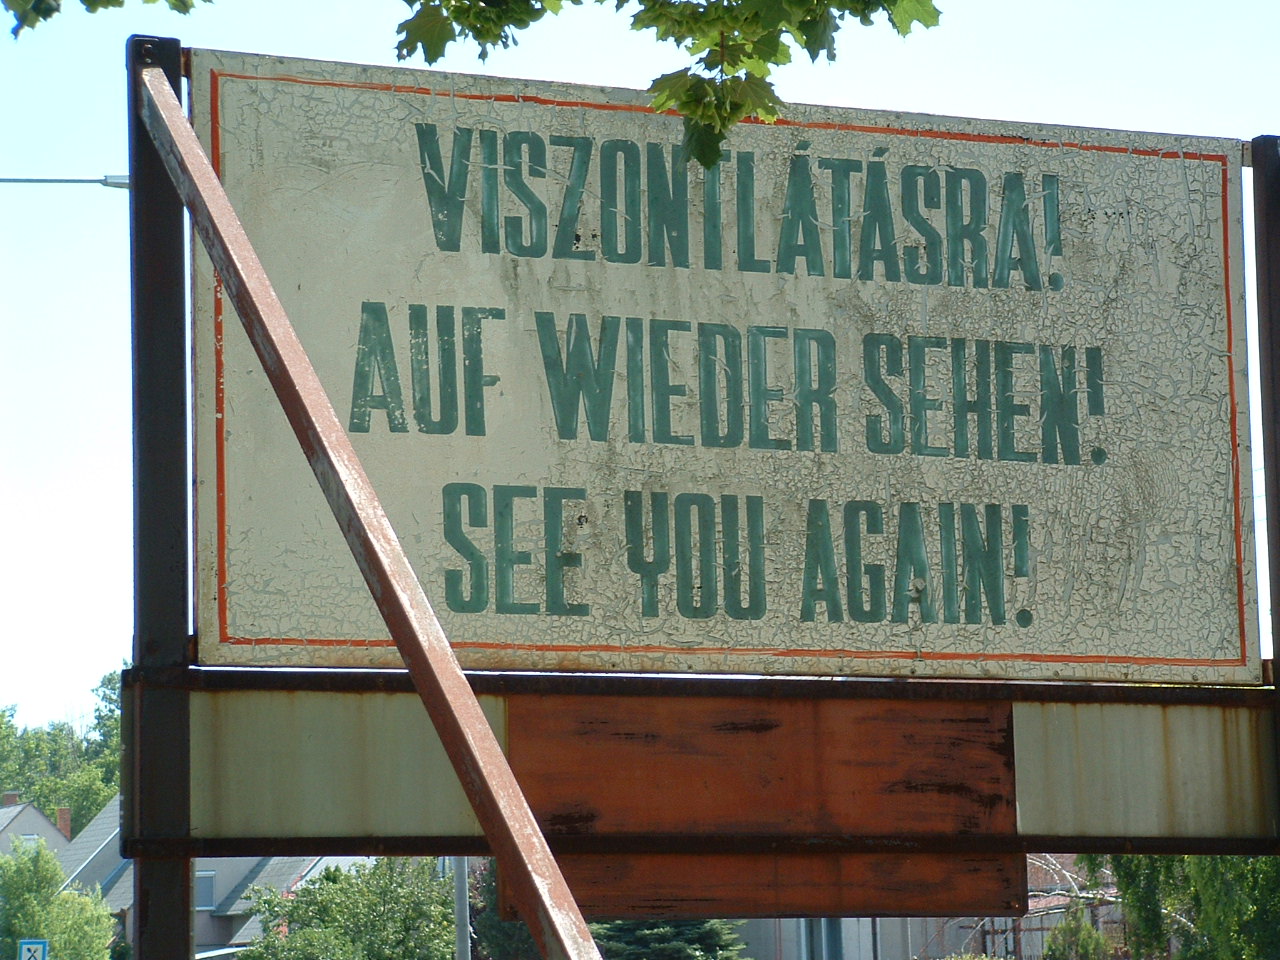 VISZONTLÁTÁSRA!
AUF WIEDER SEHEN!
SEE YOU AGAIN!